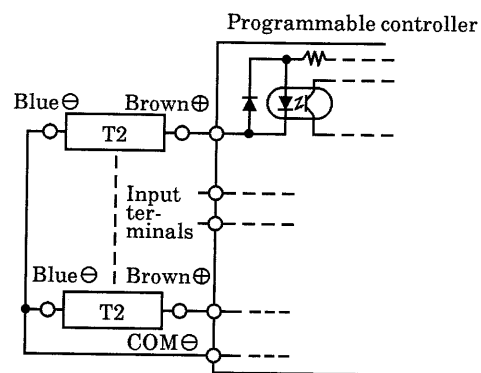 Programmable controller
Blue⊖ Brown⊕
T2
Input
ter-
minals
Blue⊖ Brown⊕
T2
COM⊖